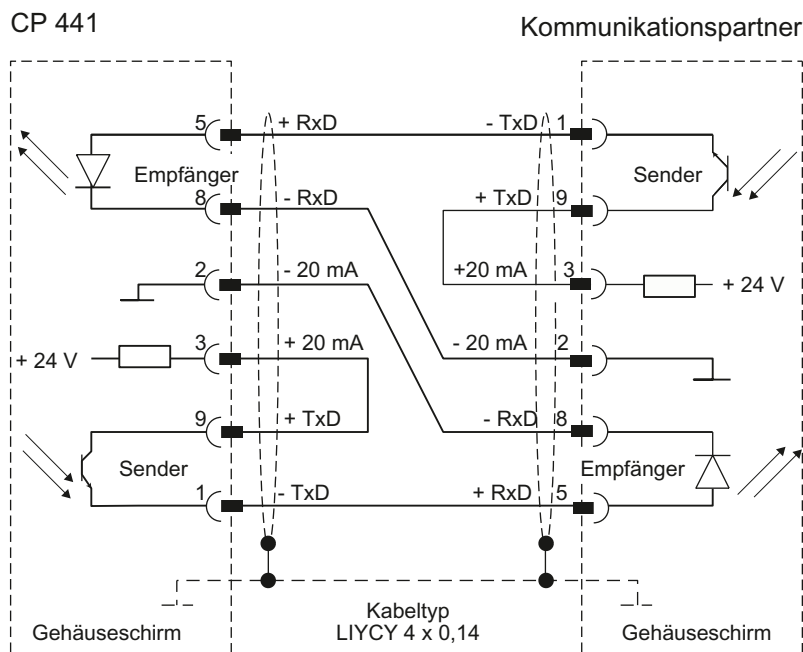 CP 441
Kommunikationspartner
5 + RxD - TxD 1
Empfänger Sender
8 - RxD + TxD 9
2 - 20 mA +20 mA 3
+ 24 V
3 + 20 mA - 20 mA 2
+ 24 V
9 + TxD - RxD 8
Sender Empfänger
1 - TxD + RxD 5
Kabeltyp
Gehäuseschirm LIYCY 4 x 0,14 Gehäuseschirm